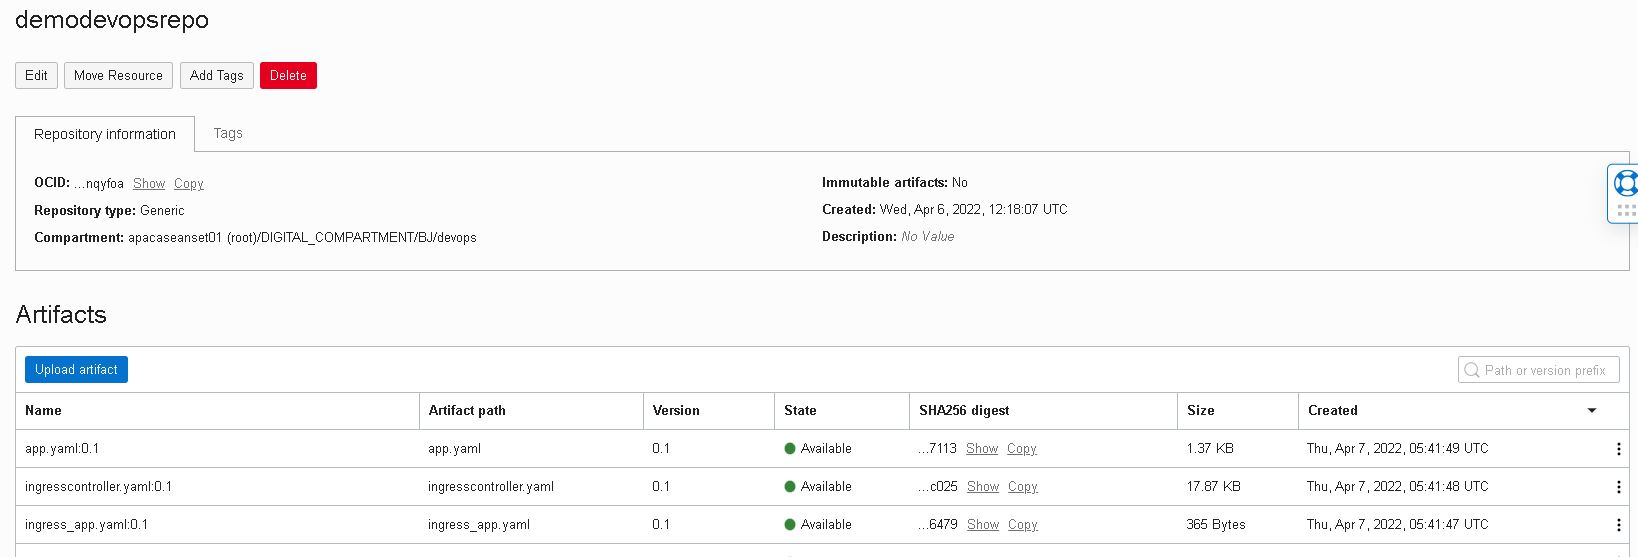 demodevopsrepo
Edit Move Resource Add Tags Delete
Repository information Tags
OCID: ...nqyfoa Show Copy
Repository type: Generic
Compartment: apacaseanset01 (root)/DIGITAL_COMPARTMENT/BJ/devops
Immutable artifacts: No
Created: Wed, Apr 6, 2022, 12:18:07 UTC
Description: No Value
Artifacts
Upload artifact Path or version prefix
Name Artifact path Version State SHA256 digest Size Created
app.yaml:0.1 app.yaml 0.1 Available ...7113 Show Copy 1.37 KB Thu, Apr 7, 2022, 05:41:49 UTC
ingresscontroller.yaml:0.1 ingresscontroller.yaml 0.1 Available ...c025 Show Copy 17.87 KB Thu, Apr 7, 2022, 05:41:48 UTC
ingress_app.yaml:0.1 ingress_app.yaml 0.1 Available ...6479 Show Copy 365 Bytes Thu, Apr 7, 2022, 05:41:47 UTC